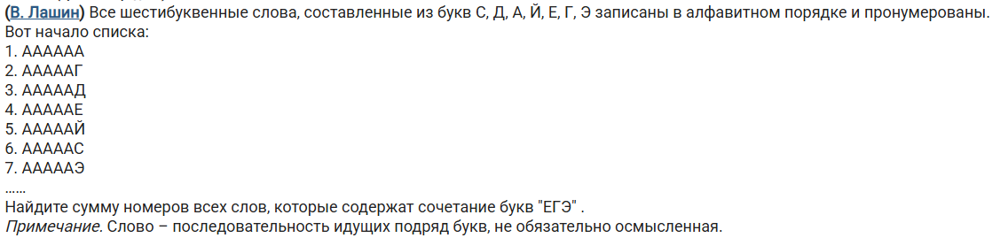 (В. Лашин) Все шестибуквенные слова, составленные из букв С, Д, А, Й, Е, Г, Э записаны в алфавитном порядке и пронумерованы.
Вот начало списка:
1. АААААА
2. АААААГ
3. АААААД
4. АААААЕ
5. АААААЙ
6. АААААС
7. АААААЭ
……
Найдите сумму номеров всех слов, которые содержат сочетание букв "ЕГЭ" .
Примечание. Слово – последовательность идущих подряд букв, не обязательно осмысленная.